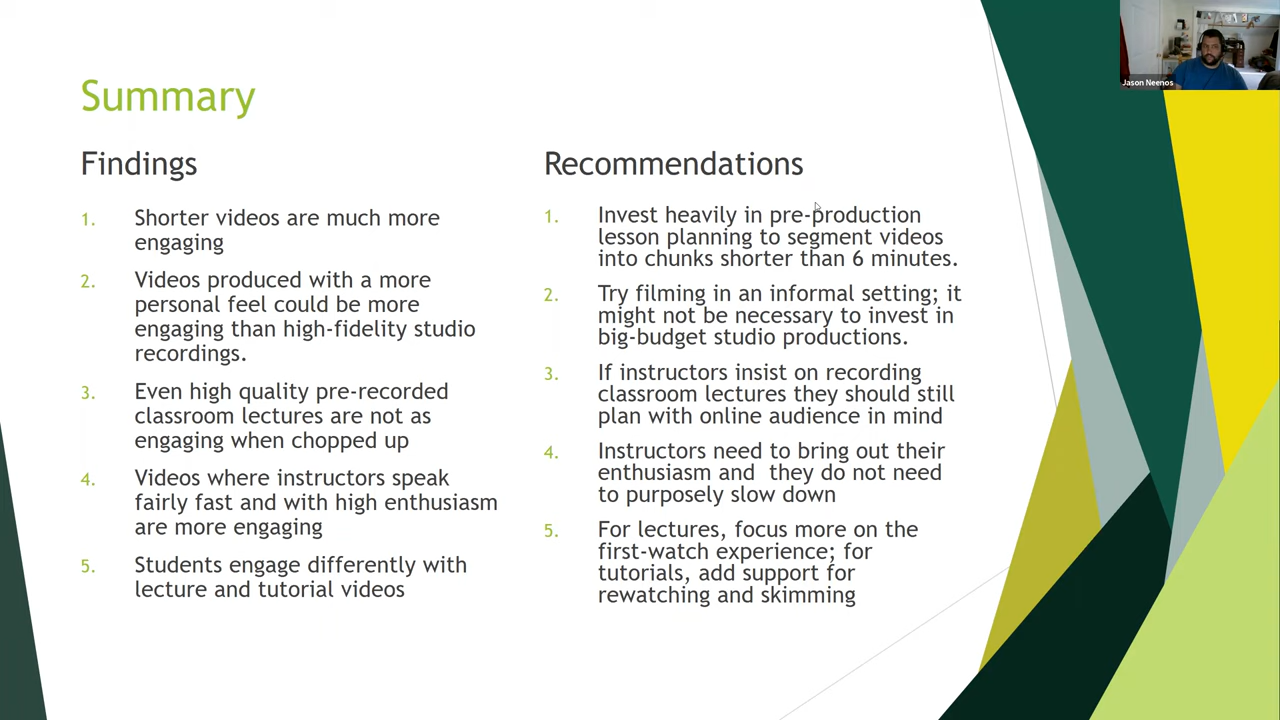 Summary
Findings
1. Shorter videos are much more
engaging
2. Videos produced with a more
personal feel could be more
engaging than high-fidelity studio
recordings.
3. Even high quality pre-recorded
classroom lectures are not as
engaging when chopped up
4. Videos where instructors speak
fairly fast and with high enthusiasm
are more engaging
5. Students engage differently with
lecture and tutorial videos
Recommendations
1. Invest heavily in pre-production
lesson planning to segment videos
into chunks shorter than 6 minutes.
2. Try filming in an informal setting; it
might not be necessary to invest in
big-budget studio productions.
3. If instructors insist on recording
classroom lectures they should still
plan with online audience in mind
4. Instructors need to bring out their
enthusiasm and they do not need
to purposely slow down
5. For lectures, focus more on the
first-watch experience; for
tutorials, add support for
rewatching and skimming
Jason Neenos